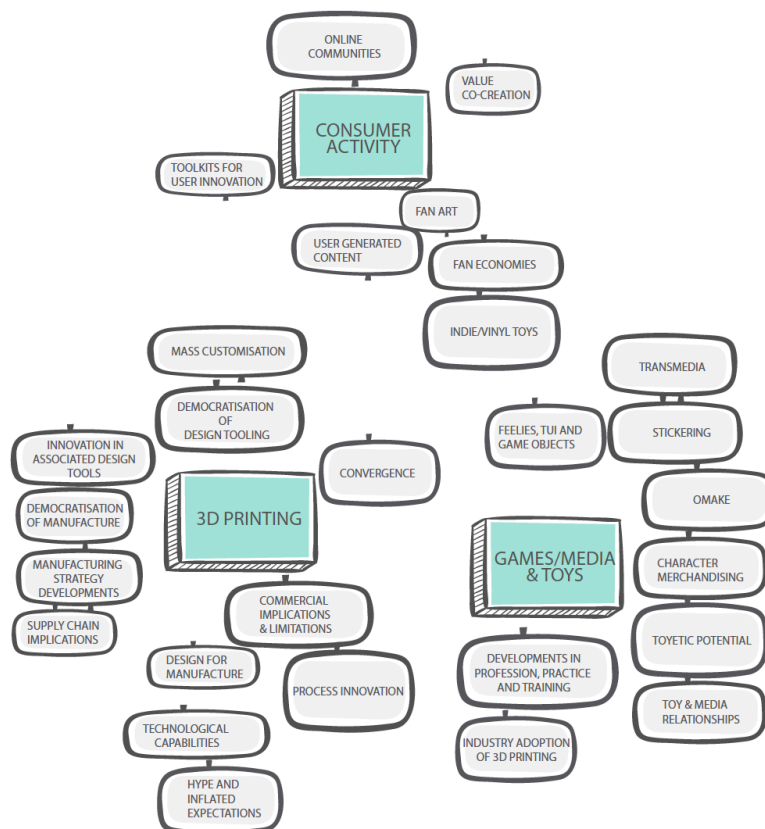 ONLINE
COMMUNITIES
VALUE
CO-CREATION
CONSUMER
ACTIVITY
TOOLKITS FOR
USER INNOVATION
FAN ART
USER GENERATED
CONTENT
FAN ECONOMIES
INDIE/VINYL TOYS
MASS CUSTOMISATION
DEMOCRATISATION
OF
DESIGN TOOLING
INNOVATION IN
ASSOCIATED DESIGN
TOOLS
CONVERGENCE
DEMOCRATISATION
OF MANUFACTURE
3D PRINTING
MANUFACTURING
STRATEGY
DEVELOPMENTS
SUPPLY CHAIN
IMPLICATIONS
COMMERCIAL
IMPLICATIONS
& LIMITATIONS
DESIGN FOR
MANUFACTURE
PROCESS INNOVATION
TECHNOLOGICAL
CAPABILITIES
HYPE AND
INFLATED
EXPECTATIONS
TRANSMEDIA
FEELIES, TUI AND
GAME OBJECTS
STICKERING
OMAKE
GAMES/MEDIA
& TOYS
CHARACTER
MERCHANDISING
TOYETIC POTENTIAL
DEVELOPMENTS IN
PROFESSION, PRACTICE
AND TRAINING
TOY & MEDIA
RELATIONSHIPS
INDUSTRY ADOPTION
OF 3D PRINTING